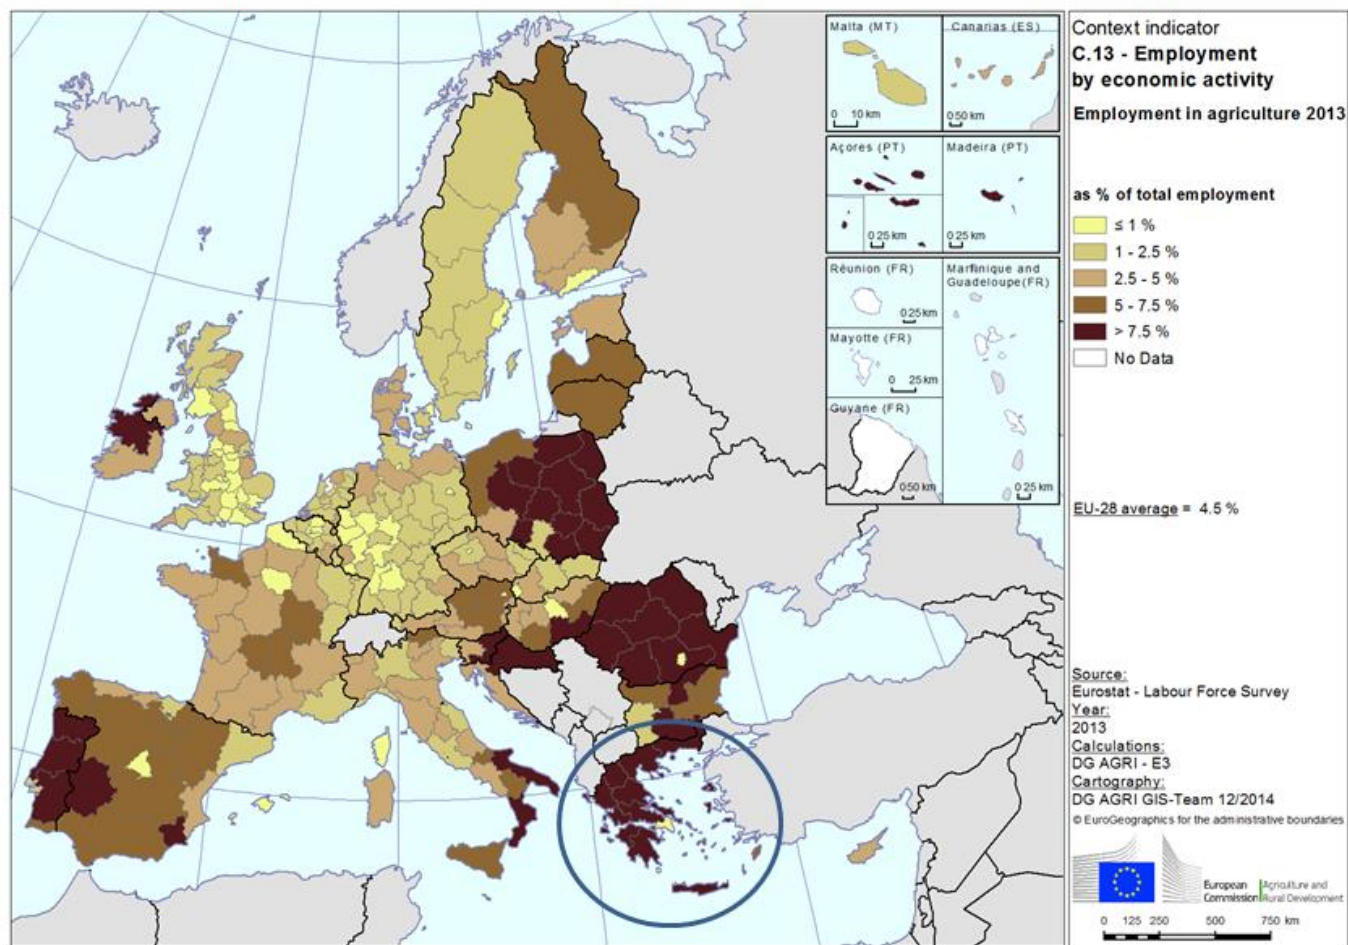 Malta (MT)
0 10 km
Canarias (ES)
0 50 km
Açores (PT)
0 25 km
Madeira (PT)
0 25 km
Réunion (FR)
0 25 km
Martinique and
Guadeloupe(FR)
0 25 km
Mayotte (FR)
0 25 km
Guyane (FR)
0 50 km
Context indicator
C.13 - Employment
by economic activity
Employment in agriculture 2013
as % of total employment
≤ 1 %
1 - 2.5 %
2.5 - 5 %
5 - 7.5 %
> 7.5 %
No Data
EU-28 average = 4.5 %
Source:
Eurostat - Labour Force Survey
Year:
2013
Calculations:
DG AGRI - E3
Cartography:
DG AGRI GIS-Team 12/2014
© EuroGeographics for the administrative boundaries
European
Commission
Agriculture and
Rural Development
0 125 250 500 750 km